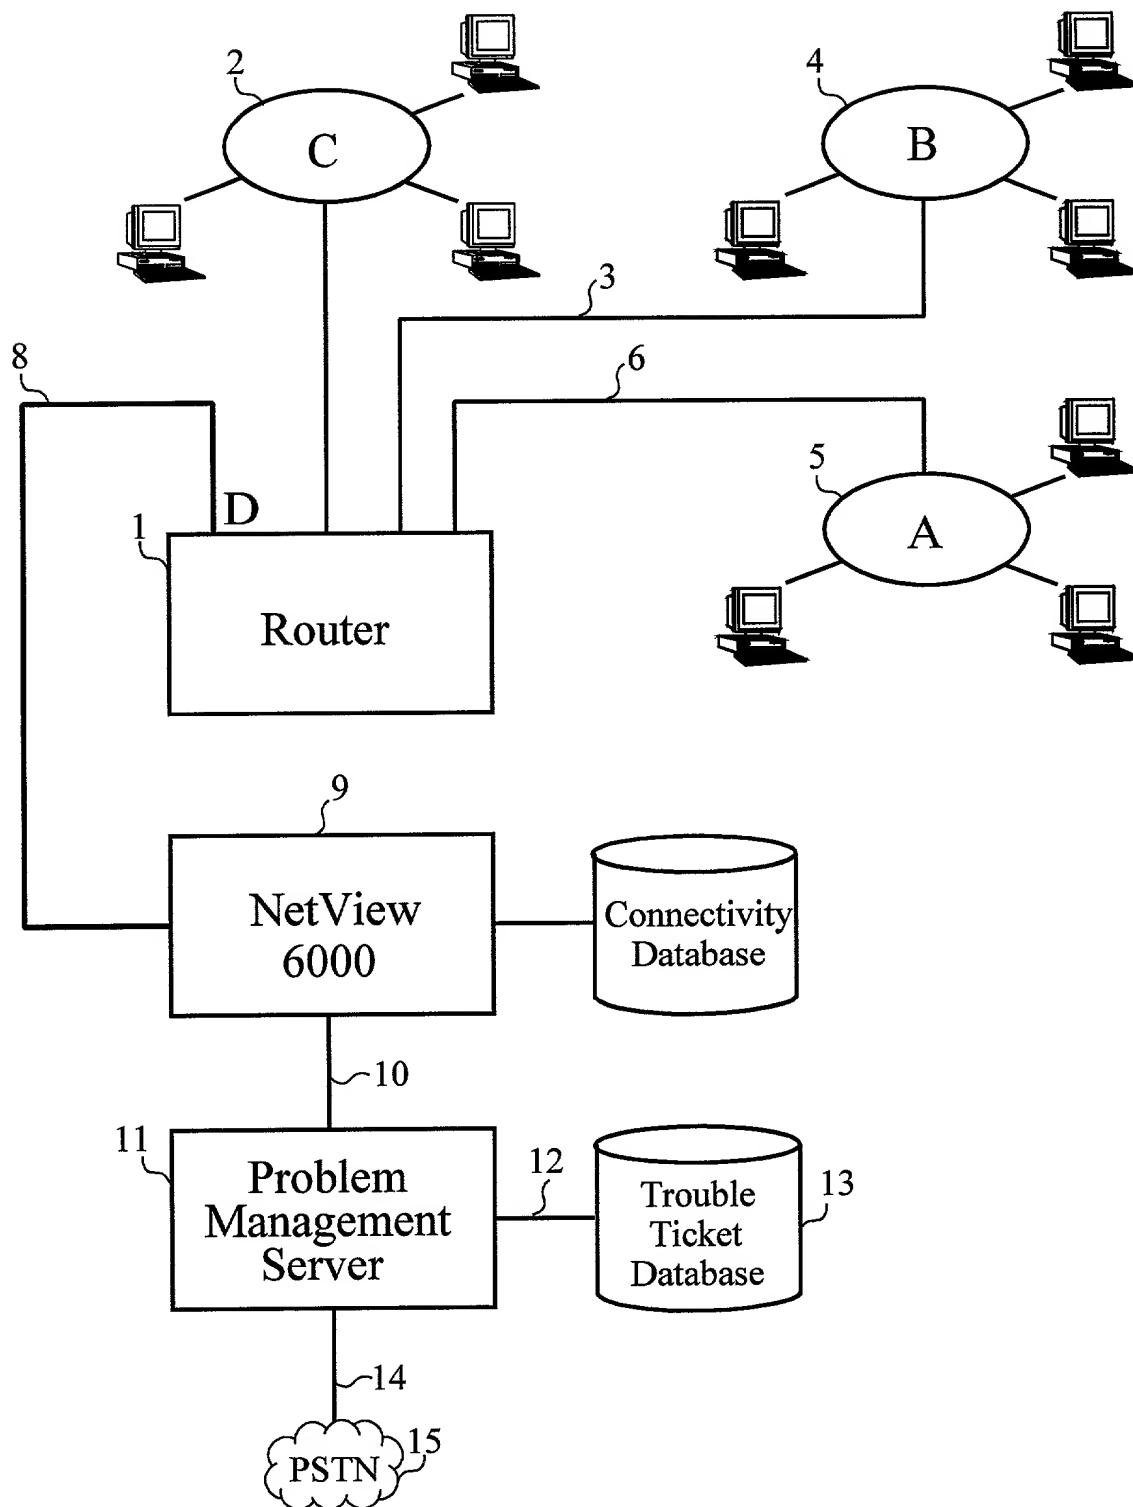 2
C
4
B
3
8
6
5
A
D
1
Router
9
NetView
6000
Connectivity
Database
10
11
Problem
Management
Server
12
Trouble
Ticket
Database
13
14
PSTN
15